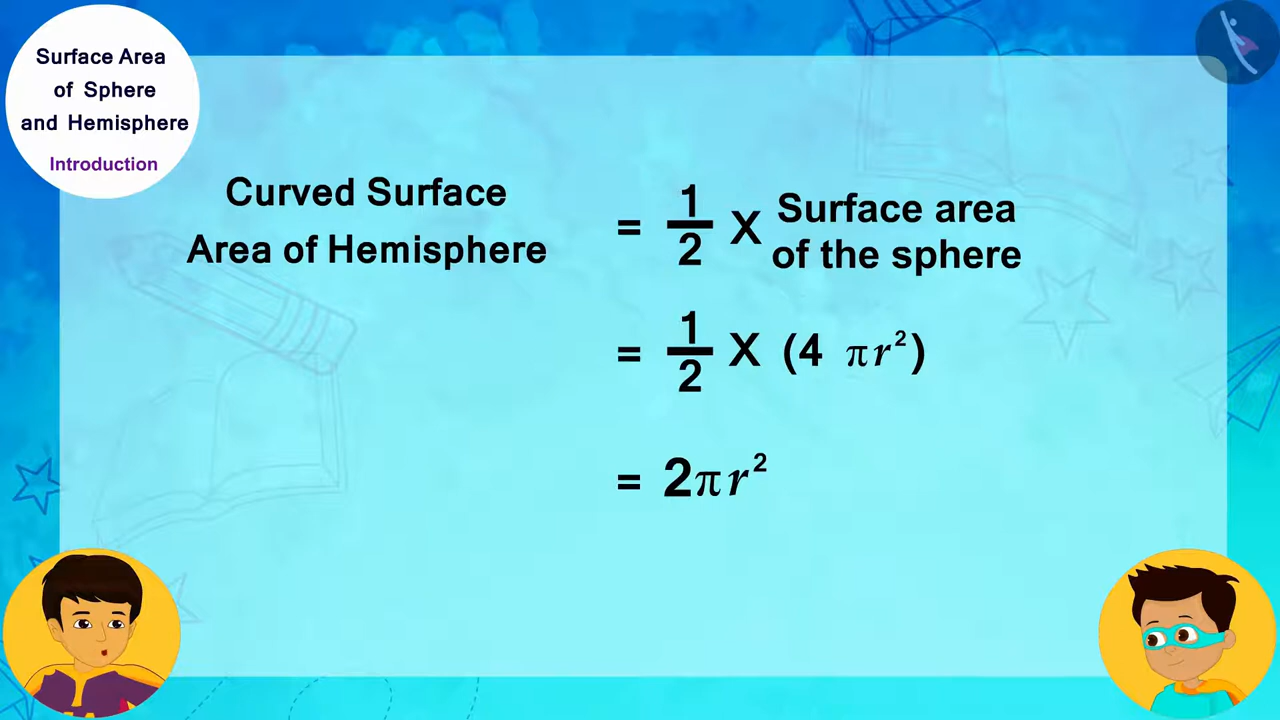 Surface Area
of Sphere
and Hemisphere
Introduction
Curved Surface
Area of Hemisphere
= 1/2 X Surface area
of the sphere
= 1/2 X (4 πr²)
= 2πr²